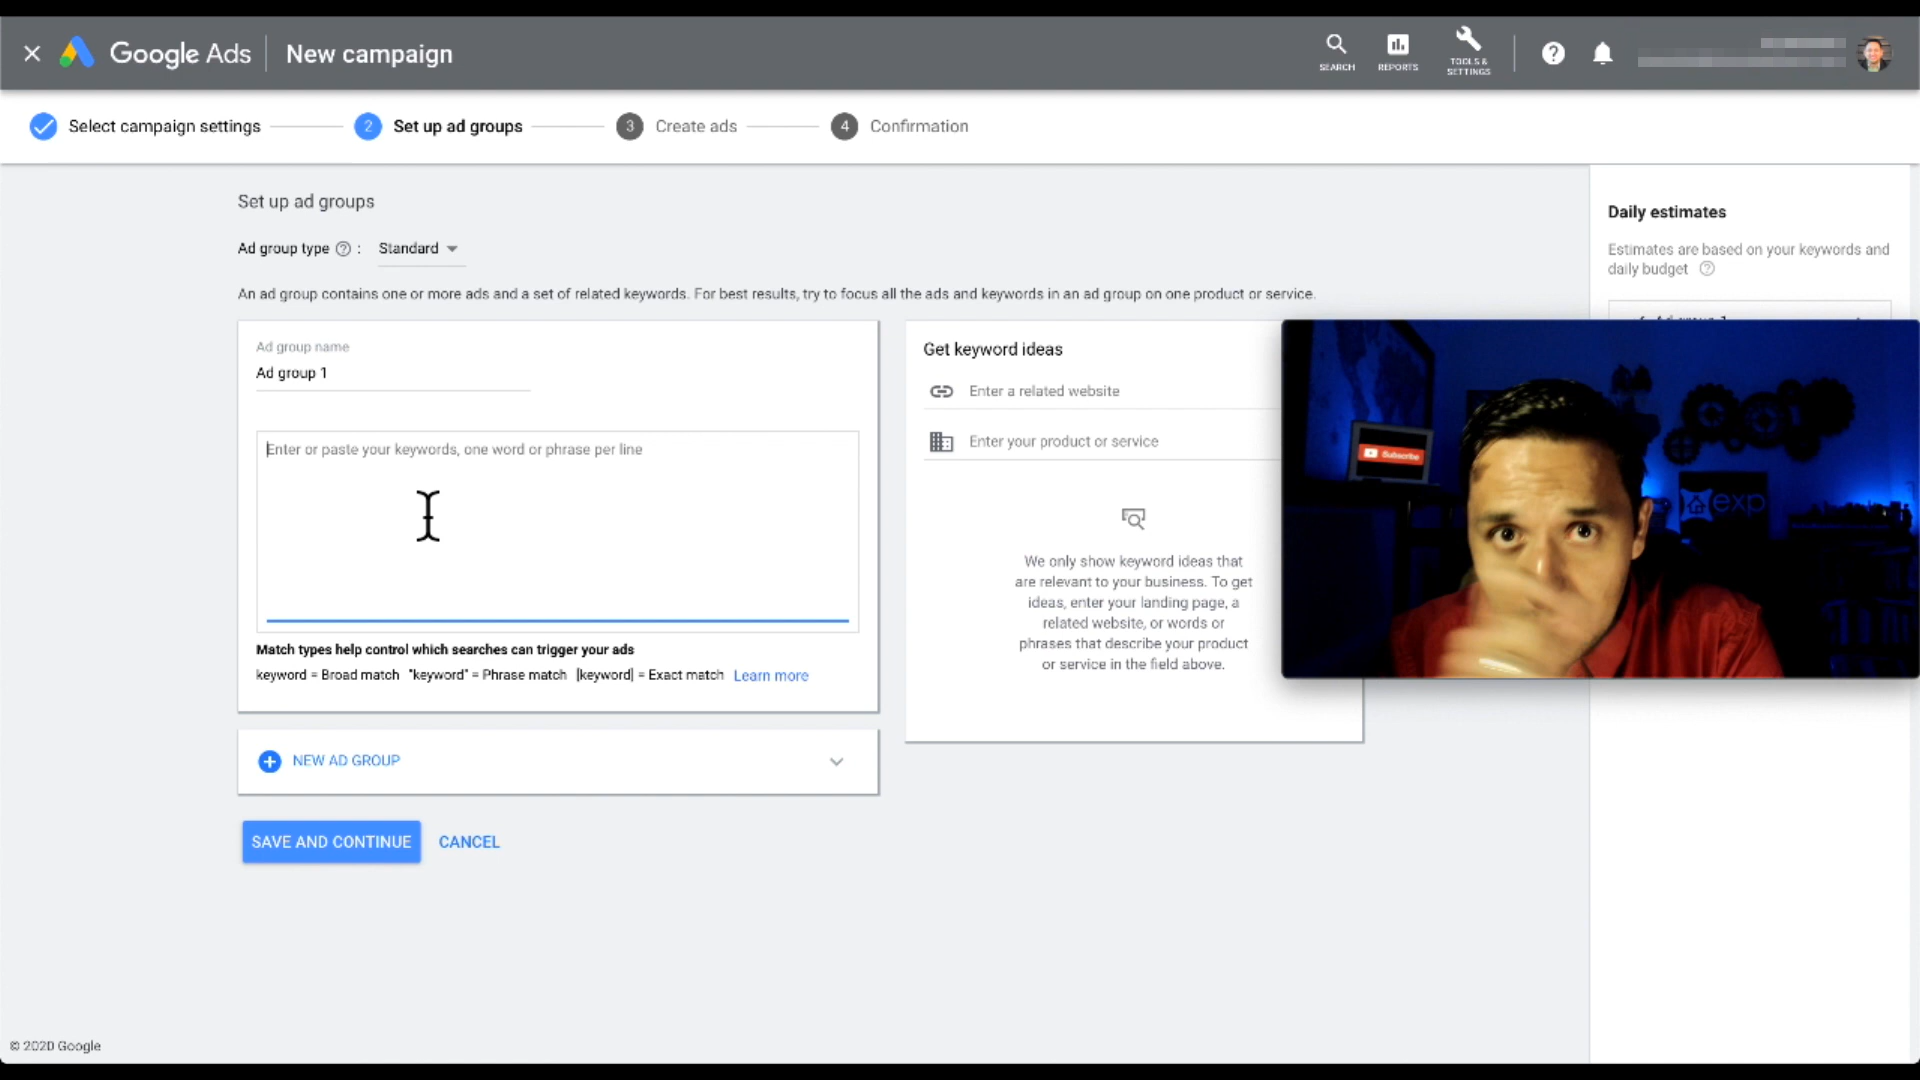 Google Ads
New campaign
SEARCH
REPORTS
TOOLS &
SETTINGS
Select campaign settings
2
Set up ad groups
3
Create ads
4
Confirmation
Set up ad groups
Ad group type ? :
Standard
An ad group contains one or more ads and a set of related keywords. For best results, try to focus all the ads and keywords in an ad group on one product or service.
Ad group name
Ad group 1
Enter or paste your keywords, one word or phrase per line
Match types help control which searches can trigger your ads
keyword = Broad match "keyword" = Phrase match [keyword] = Exact match Learn more
NEW AD GROUP
SAVE AND CONTINUE
CANCEL
Get keyword ideas
Enter a related website
Enter your product or service
We only show keyword ideas that
are relevant to your business. To get
ideas, enter your landing page, a
related website, or words or
phrases that describe your product
or service in the field above.
Daily estimates
Estimates are based on your keywords and
daily budget ?
Subscribe
exp
© 2020 Google